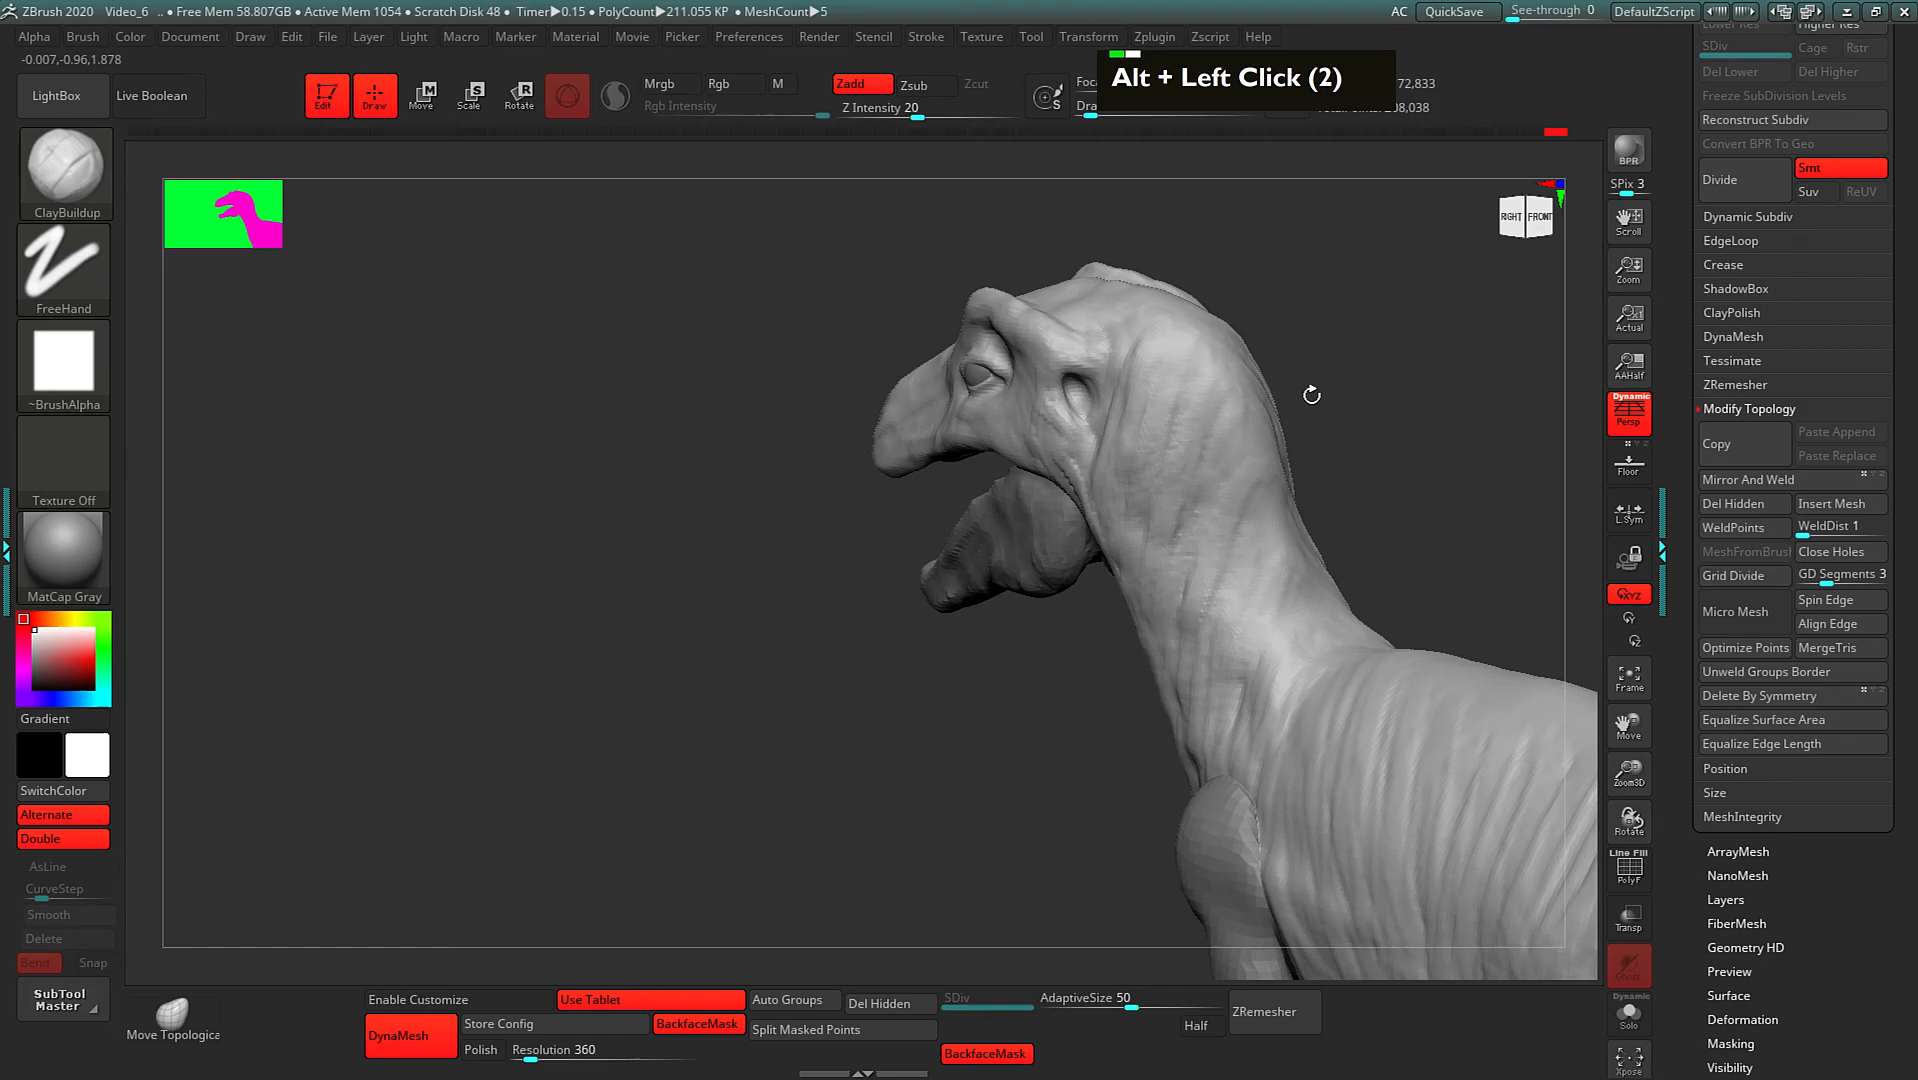 ZBrush 2020 Video_6 .. ● Free Mem 58.807GB ● Active Mem 1054 ● Scratch Disk 48 ● Timer▶0.15 ● PolyCount▶211.055 KP ● MeshCount▶5
AC QuickSave See-through 0 DefaultZScript
Alpha Brush Color Document Draw Edit File Layer Light Macro Marker Material Movie Picker Preferences Render Stencil Stroke Texture Tool Transform Zplugin Zscript Help
-0.007,-0.96,1.878
Alt + Left Click (2)
LightBox
Live Boolean
Edit
Draw
Move
Scale
Rotate
Mrgb Rgb M
Rgb Intensity
Zadd Zsub Zcut
Z Intensity 20
Foca
Dra
72,833
ClayBuildup
FreeHand
~BrushAlpha
Texture Off
MatCap Gray
Gradient
SwitchColor
Alternate
Double
AsLine
CurveStep
Smooth
Delete
Bend Snap
SubTool
Master
Move Topologica
RIGHT FRONT
BPR
SPix 3
Scroll
Zoom
Actual
AAHalf
Dynamic
Persp
Floor
L.Sym
XYZ
Frame
Move
Zoom3D
Rotate
Line Fill
PolyF
Transp
Ghost
Dynamic
Solo
Xpose
Lower Res Higher Res
SDiv Cage Rstr
Del Lower Del Higher
Freeze SubDivision Levels
Reconstruct Subdiv
Convert BPR To Geo
Divide
Smt
Suv ReUV
Dynamic Subdiv
EdgeLoop
Crease
ShadowBox
ClayPolish
DynaMesh
Tessimate
ZRemesher
Modify Topology
Copy
Paste Append
Paste Replace
Mirror And Weld
Del Hidden Insert Mesh
WeldPoints WeldDist 1
MeshFromBrush Close Holes
Grid Divide GD Segments 3
Micro Mesh
Spin Edge
Align Edge
Optimize Points MergeTris
Unweld Groups Border
Delete By Symmetry
Equalize Surface Area
Equalize Edge Length
Position
Size
MeshIntegrity
ArrayMesh
NanoMesh
Layers
FiberMesh
Geometry HD
Preview
Surface
Deformation
Masking
Visibility
Enable Customize Use Tablet Auto Groups Del Hidden SDiv AdaptiveSize 50
DynaMesh
Store Config BackfaceMask Split Masked Points Half ZRemesher
Polish Resolution 360 BackfaceMask